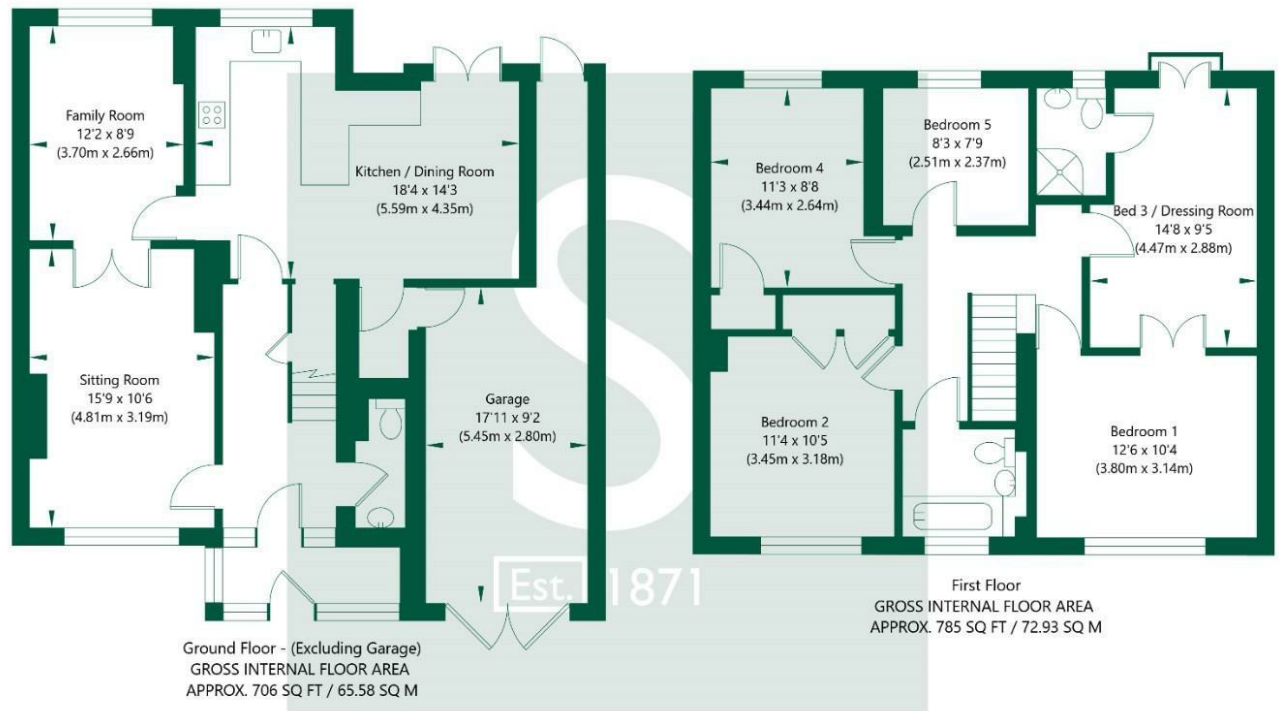 Family Room
12'2 x 8'9
(3.70m x 2.66m)
Kitchen / Dining Room
18'4 x 14'3
(5.59m x 4.35m)
Sitting Room
15'9 x 10'6
(4.81m x 3.19m)
Garage
17'11 x 9'2
(5.45m x 2.80m)
Ground Floor - (Excluding Garage)
GROSS INTERNAL FLOOR AREA
APPROX. 706 SQ FT / 65.58 SQ M
Bedroom 4
11'3 x 8'8
(3.44m x 2.64m)
Bedroom 5
8'3 x 7'9
(2.51m x 2.37m)
Bed 3 / Dressing Room
14'8 x 9'5
(4.47m x 2.88m)
Bedroom 2
11'4 x 10'5
(3.45m x 3.18m)
Bedroom 1
12'6 x 10'4
(3.80m x 3.14m)
First Floor
GROSS INTERNAL FLOOR AREA
APPROX. 785 SQ FT / 72.93 SQ M
S
Est. 1871